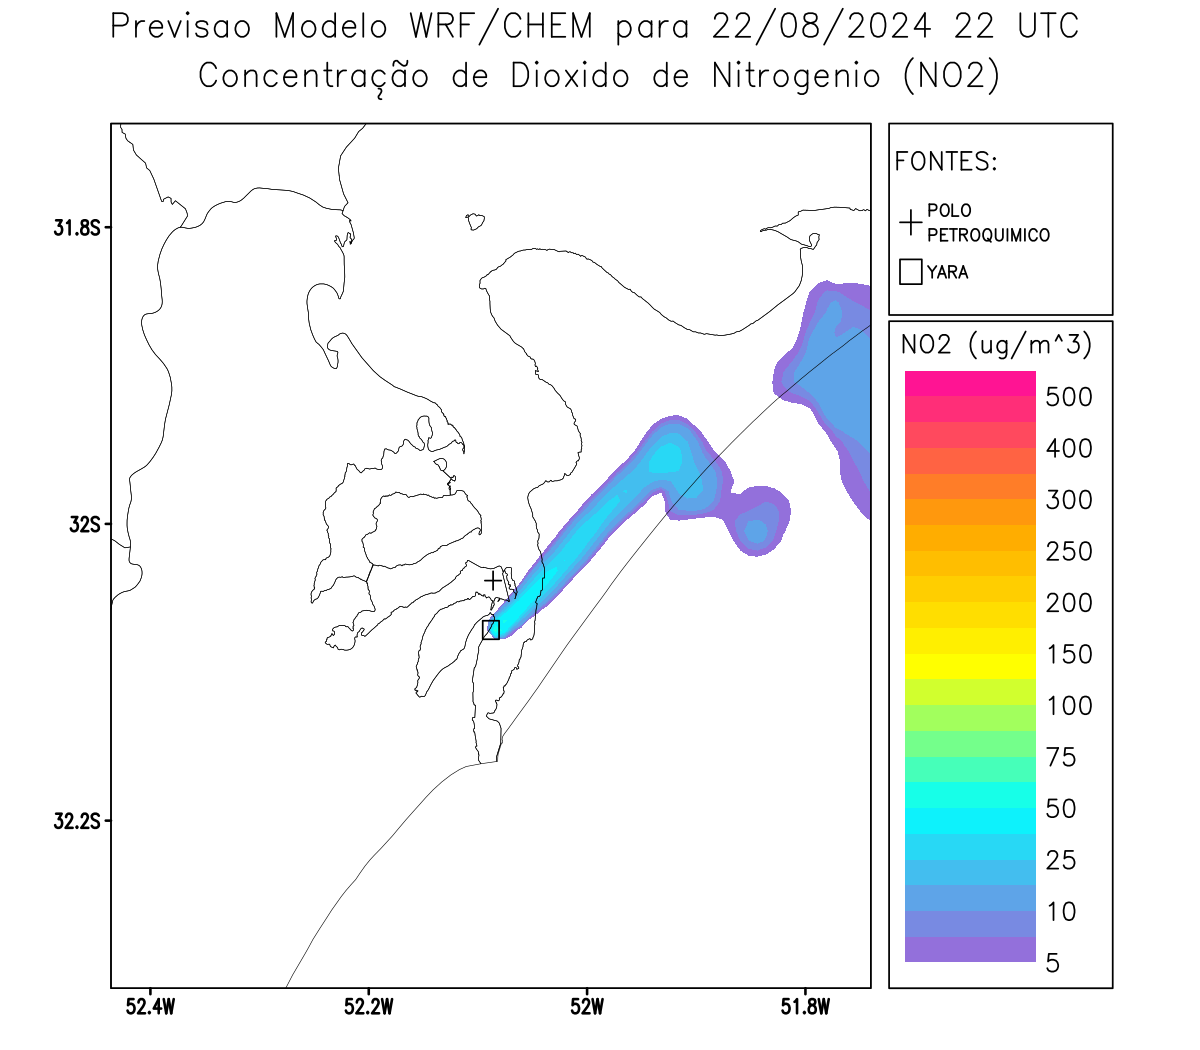 Previsao Modelo WRF/CHEM para 22/08/2024 22 UTC
Concentração de Dioxido de Nitrogenio (NO2)
FONTES:
POLO
PETROQUIMICO
YARA
31.8S
32S
32.2S
52.4W
52.2W
52W
51.8W
NO2 (ug/m^3)
500
400
300
250
200
150
100
75
50
25
10
5